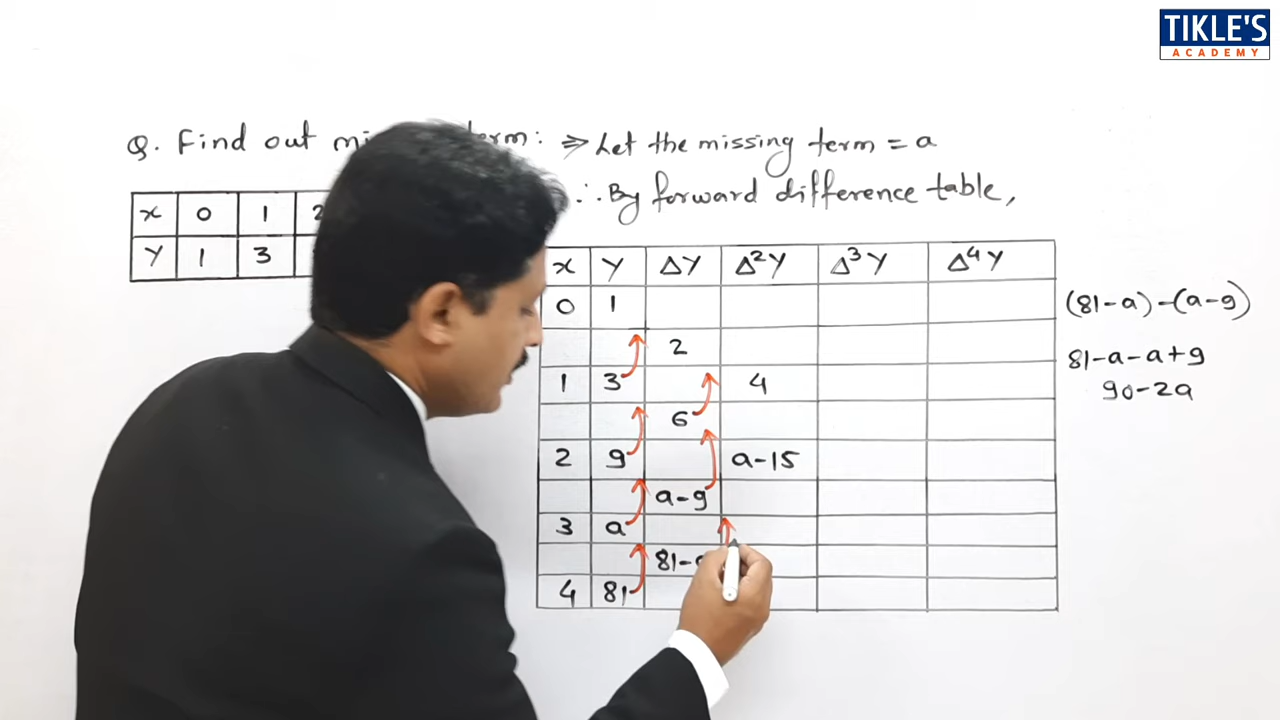 TIKLE'S
ACADEMY
Q. Find out term: ⇒ Let the missing term = a
∴ By forward difference table,
x 0 1 2
Y 1 3
x Y ΔY Δ²Y Δ³Y Δ⁴Y
0 1
2
1 3 4
6
2 9 a-15
a-9
3 a
81-
4 81
(81-a)-(a-9)
81-a-a+9
90-2a